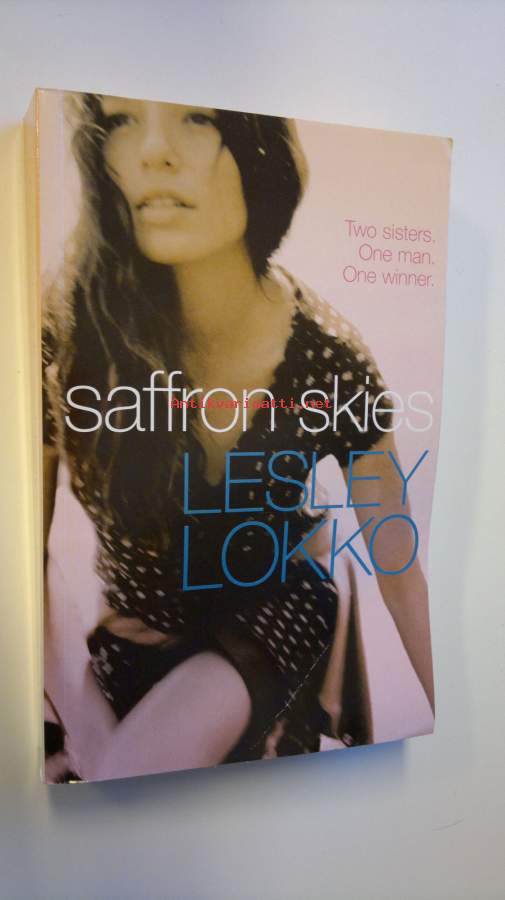 Two sisters.
One man.
One winner.
saffron skies
Antikvariaatti.net
LESLEY
LOKKO